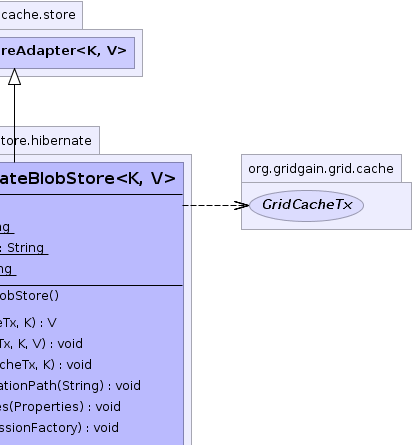 cache.store
reAdapter<K, V>
tore.hibernate
ateBlobStore<K, V>
org.gridgain.grid.cache
GridCacheTx
ng
: String
ng
lobStore()
eTx, K) : V
Tx, K, V) : void
cheTx, K) : void
ationPath(String) : void
es(Properties) : void
essionFactory) : void